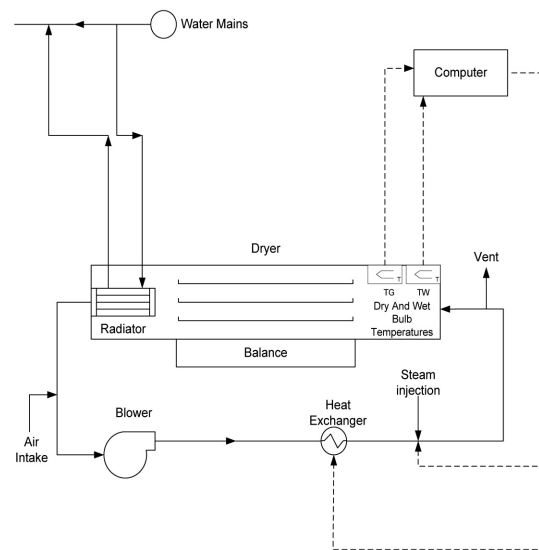 Water Mains
Computer
Dryer
Vent
T
T
TG
TW
Dry And Wet
Bulb
Temperatures
Radiator
Balance
Steam
injection
Heat
Exchanger
Blower
Air
Intake